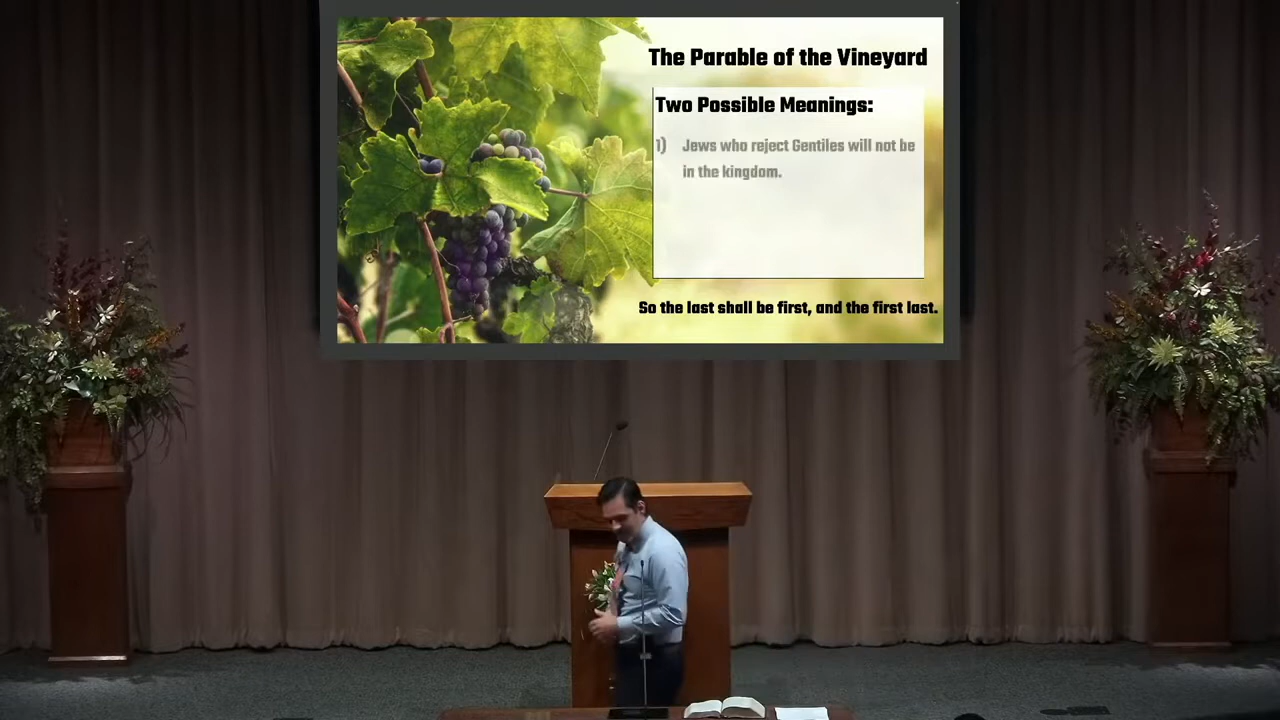 The Parable of the Vineyard
Two Possible Meanings:
1) Jews who reject Gentiles will not be
in the kingdom.
So the last shall be first, and the first last.